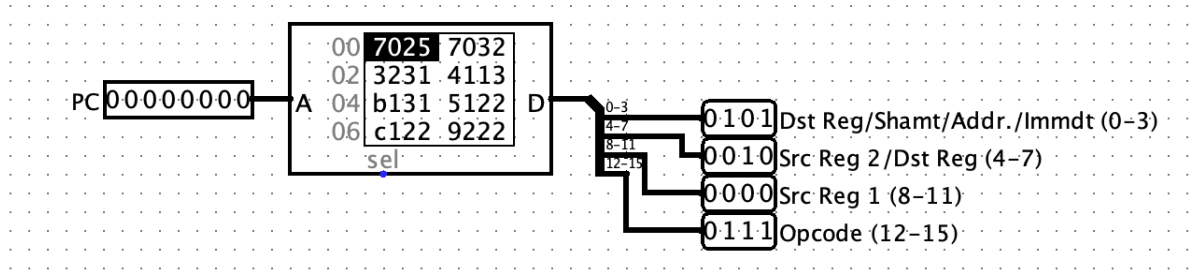 00 7025 7032
02 3231 4113
PC 00000000 A 04 b131 5122 D
06 c122 9222
sel
0-3
4-7
8-11
12-15
0101 Dst Reg/Shamt/Addr./Immdt (0-3)
0010 Src Reg 2/Dst Reg (4-7)
0000 Src Reg 1 (8-11)
0111 Opcode (12-15)